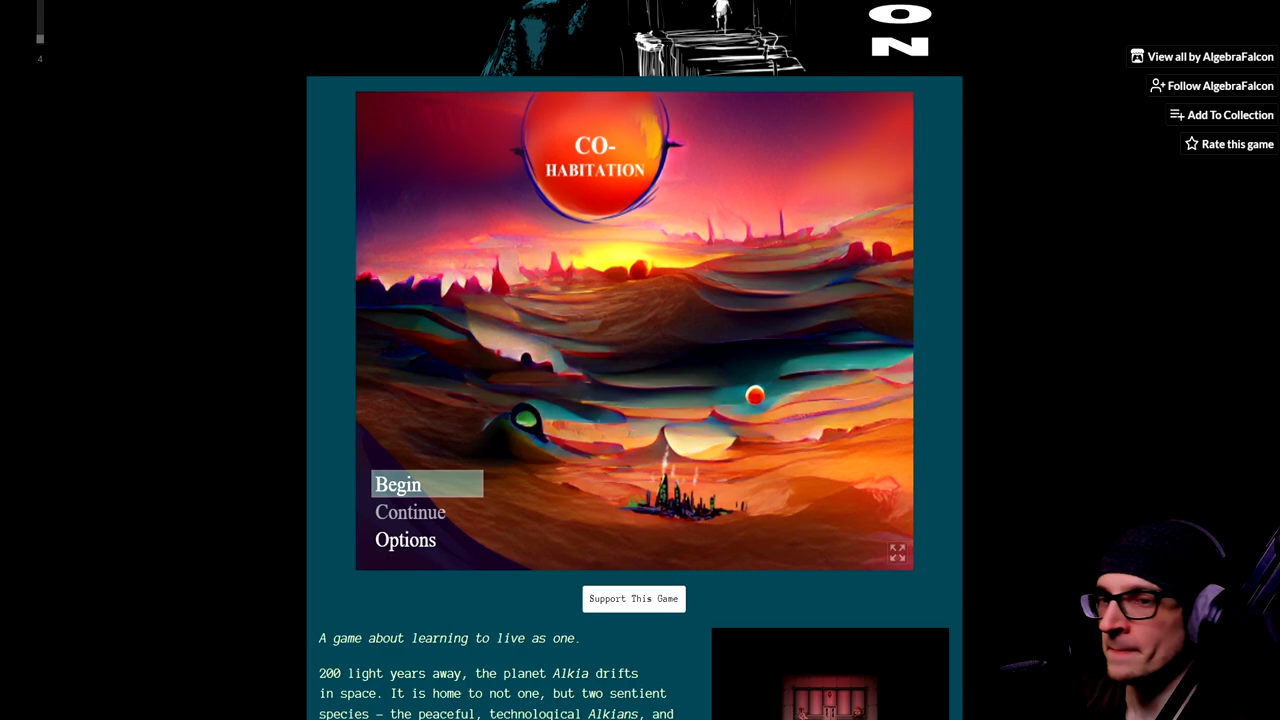 O
N
4
View all by AlgebraFalcon
Follow AlgebraFalcon
Add To Collection
Rate this game
CO-
HABITATION
Begin
Continue
Options
Support This Game
A game about learning to live as one.
200 light years away, the planet Alkia drifts
in space. It is home to not one, but two sentient
species — the peaceful, technological Alkians, and